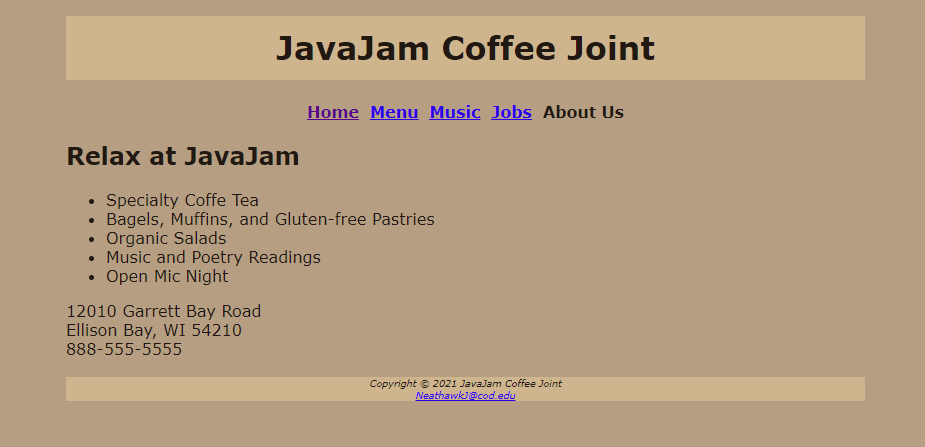 JavaJam Coffee Joint
Home Menu Music Jobs About Us
Relax at JavaJam
• Specialty Coffe Tea
• Bagels, Muffins, and Gluten-free Pastries
• Organic Salads
• Music and Poetry Readings
• Open Mic Night
12010 Garrett Bay Road
Ellison Bay, WI 54210
888-555-5555
Copyright © 2021 JavaJam Coffee Joint
NeathawkJ@cod.edu